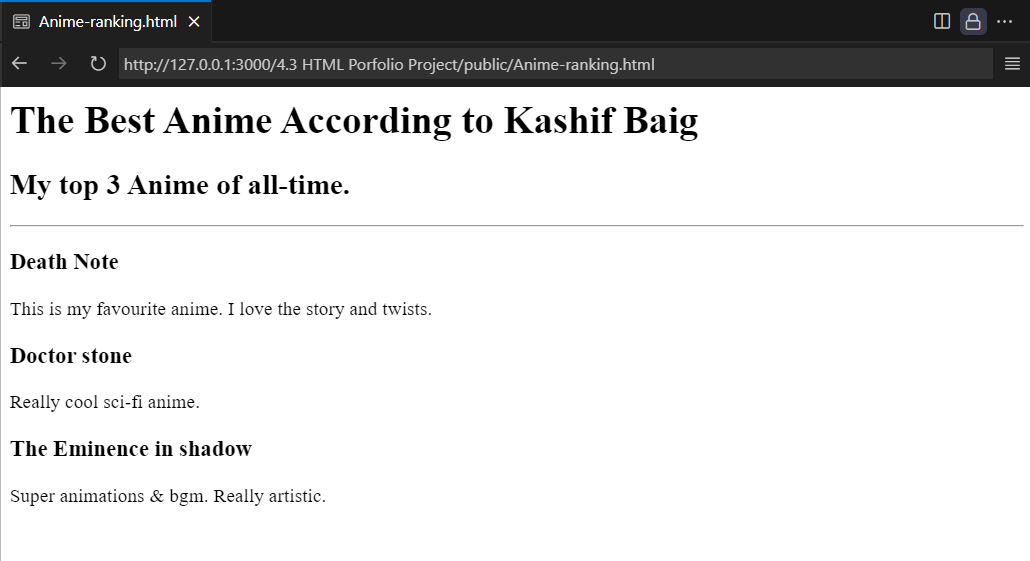 Anime-ranking.html
http://127.0.0.1:3000/4.3 HTML Porfolio Project/public/Anime-ranking.html
The Best Anime According to Kashif Baig
My top 3 Anime of all-time.
Death Note
This is my favourite anime. I love the story and twists.
Doctor stone
Really cool sci-fi anime.
The Eminence in shadow
Super animations & bgm. Really artistic.